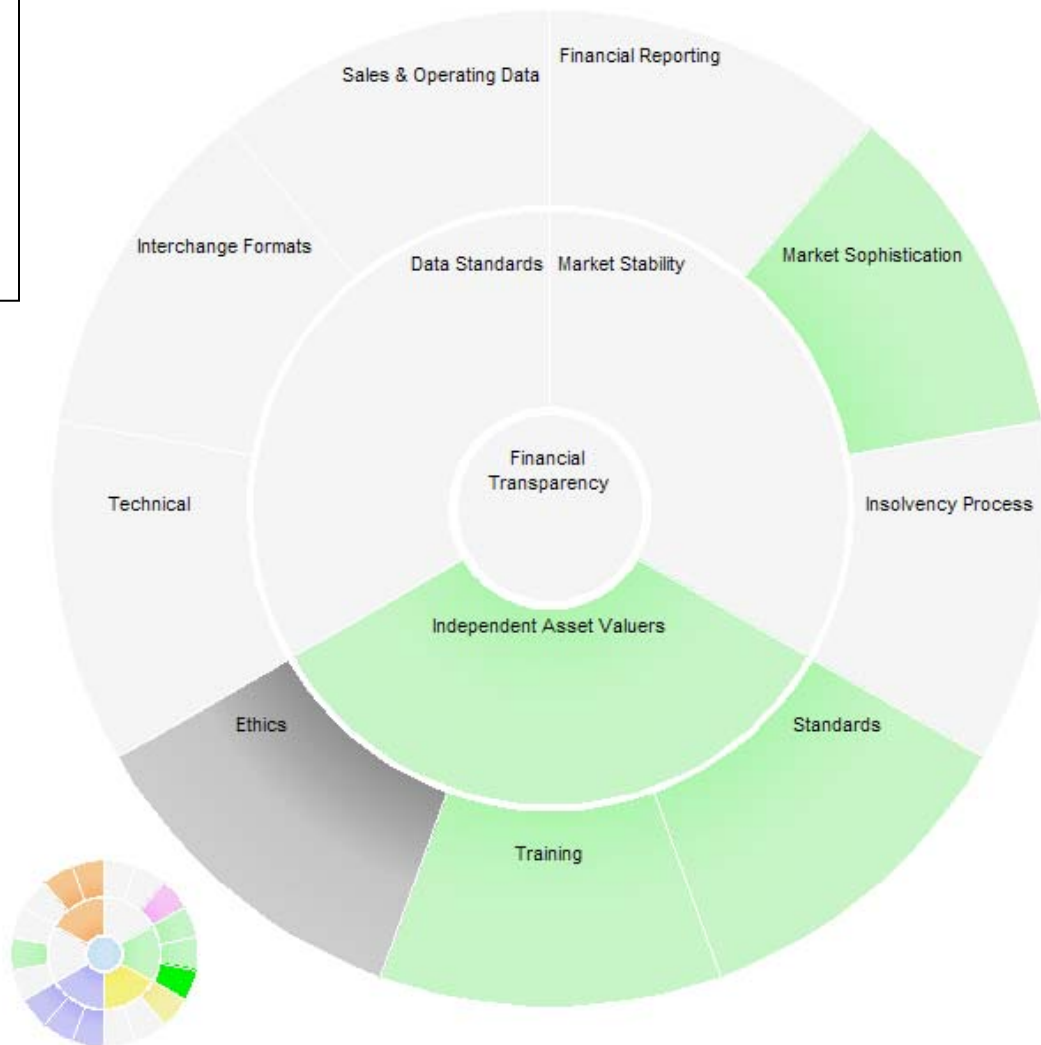 Financial Reporting
Sales & Operating Data
Interchange Formats
Market Sophistication
Data Standards
Market Stability
Financial
Transparency
Technical
Insolvency Process
Independent Asset Valuers
Ethics
Standards
Training